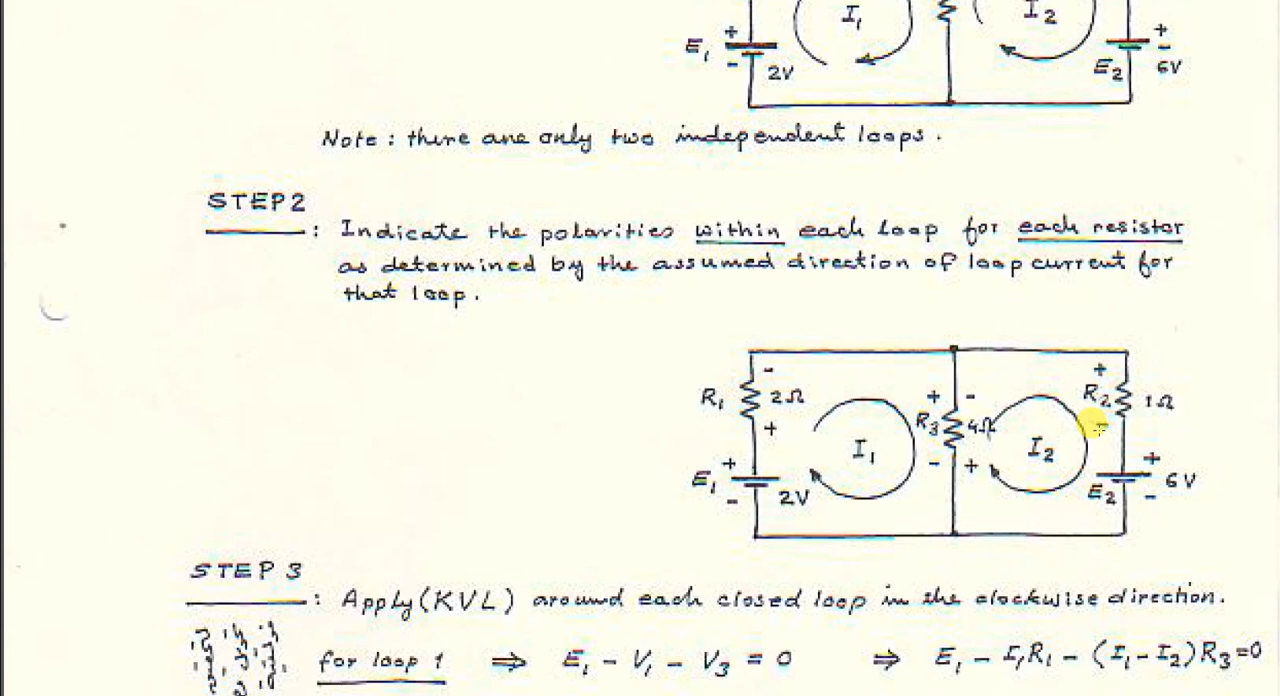 I₁ I₂
E₁ + - 2V E₂ + - 6V
Note : there are only two independent loops .
STEP 2
: Indicate the polarities within each loop for each resistor
as determined by the assumed direction of loop current for
that loop .
- + -  +
R₁ 2Ω R₃ 4Ω R₂ 1Ω
+ I₁ - + I₂ -
E₁ + - 2V E₂ + - 6V
STEP 3
: Apply (KVL) around each closed loop in the clockwise direction.
for loop 1 ⇒ E₁ - V₁ - V₃ = 0 ⇒ E₁ - I₁R₁ - (I₁-I₂)R₃=0